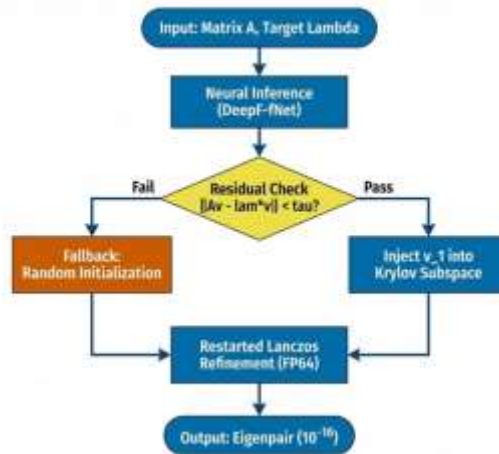 Input: Matrix A, Target Lambda
Neural Inference
(DeepF-fNet)
Residual Check
||Av - lam*v|| < tau?
Fail
Pass
Fallback:
Random Initialization
Inject v_1 into
Krylov Subspace
Restarted Lanczos
Refinement (FP64)
Output: Eigenpair (10⁻¹⁶)